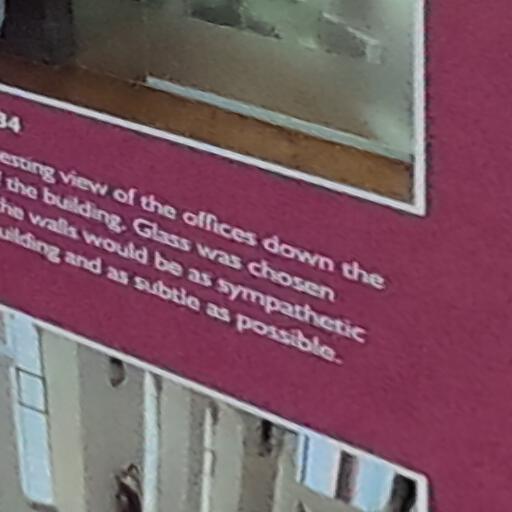 34
esting view of the offices down the
the building. Glass was chosen
he walls would be as sympathetic
uilding and as subtle as possible.